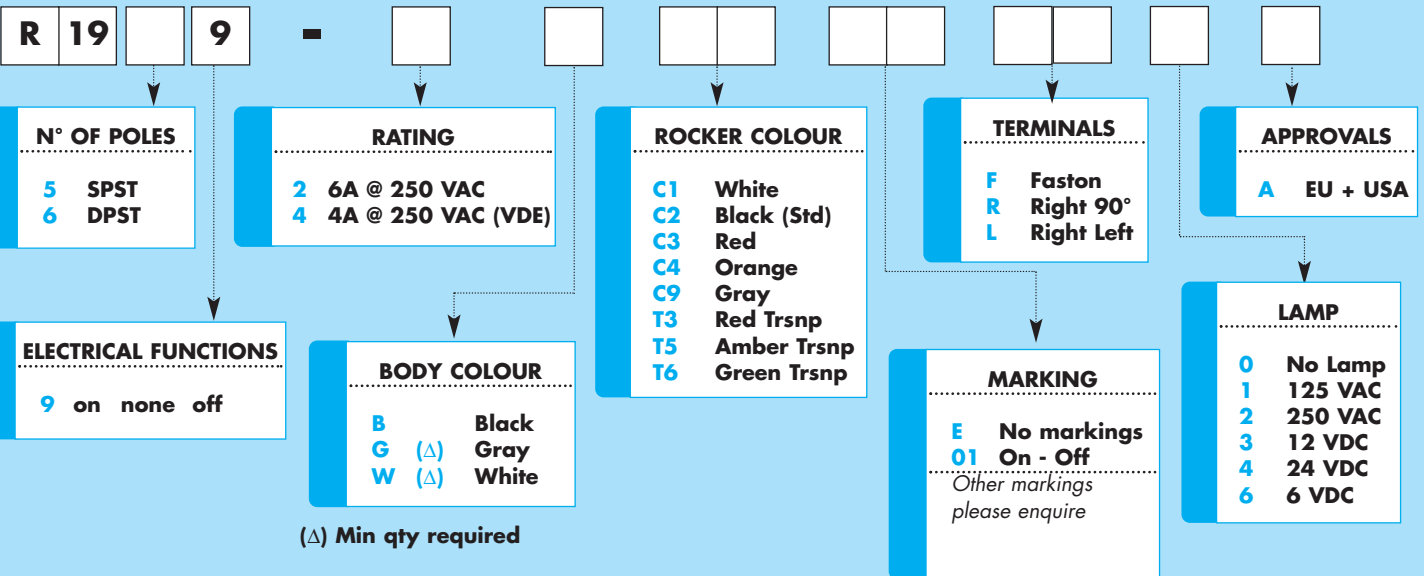 R 19 9 -
N° OF POLES
5 SPST
6 DPST
RATING
2 6A @ 250 VAC
4 4A @ 250 VAC (VDE)
ROCKER COLOUR
C1 White
C2 Black (Std)
C3 Red
C4 Orange
C9 Gray
T3 Red Trsnp
T5 Amber Trsnp
T6 Green Trsnp
TERMINALS
F Faston
R Right 90°
L Right Left
APPROVALS
A EU + USA
ELECTRICAL FUNCTIONS
9 on none off
BODY COLOUR
B Black
G (Δ) Gray
W (Δ) White
(Δ) Min qty required
MARKING
E No markings
01 On - Off
Other markings
please enquire
LAMP
0 No Lamp
1 125 VAC
2 250 VAC
3 12 VDC
4 24 VDC
6 6 VDC